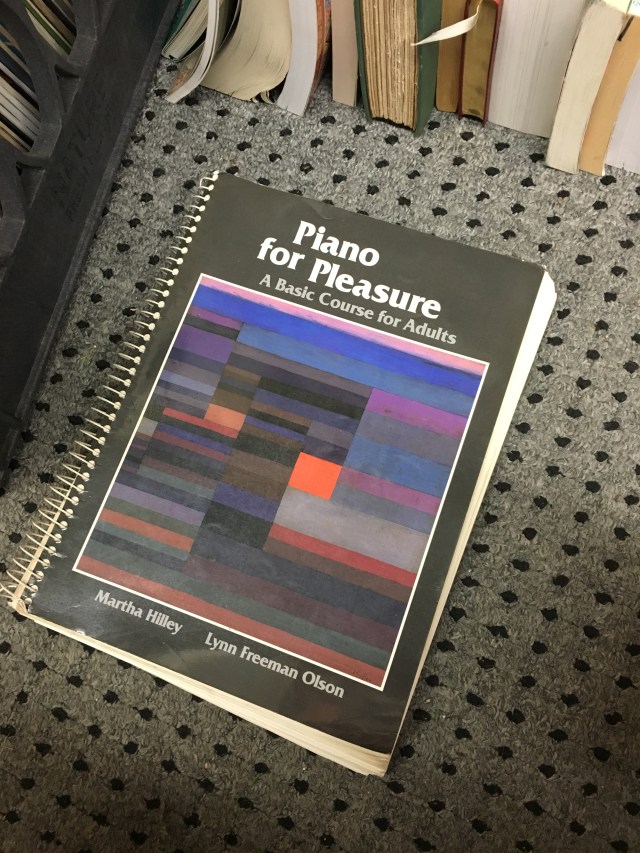 Piano
for Pleasure
A Basic Course for Adults
Martha Hilley
Lynn Freeman Olson